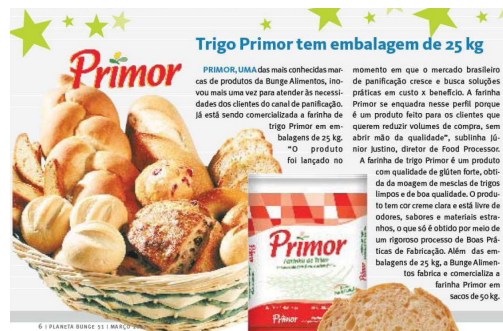 Trigo Primor tem embalagem de 25 kg
Primor
PRIMOR, UMA das mais conhecidas mar-
cas de produtos da Bunge Alimentos, ino-
vou mais uma vez para atender às necessi-
dades dos clientes do canal de panificação.
Já está sendo comercializada a farinha de
trigo Primor em em-
balagens de 25 kg.
"O produto
foi lançado no
momento em que o mercado brasileiro
de panificação cresce e busca soluções
práticas em custo x benefício. A farinha
Primor se enquadra nesse perfil porque
é um produto feito para os clientes que
querem reduzir volumes de compra, sem
abrir mão da qualidade", sublinha Jú-
nior Justino, diretor de Food Processor.
A farinha de trigo Primor é um produto
com qualidade de glúten forte, obti-
da da moagem de mesclas de trigos
limpos e de boa qualidade. O produ-
to tem cor creme clara e está livre de
odores, sabores e materiais estra-
nhos, o que só é obtido por meio de
um rigoroso processo de Boas Prá-
ticas de Fabricação. Além das em-
balagens de 25 kg, a Bunge Alimen-
tos fabrica e comercializa a
farinha Primor em
sacos de 50 kg.
Primor
Farinha de Trigo
Primor
6 | PLANETA BUNGE 51 | MARÇO